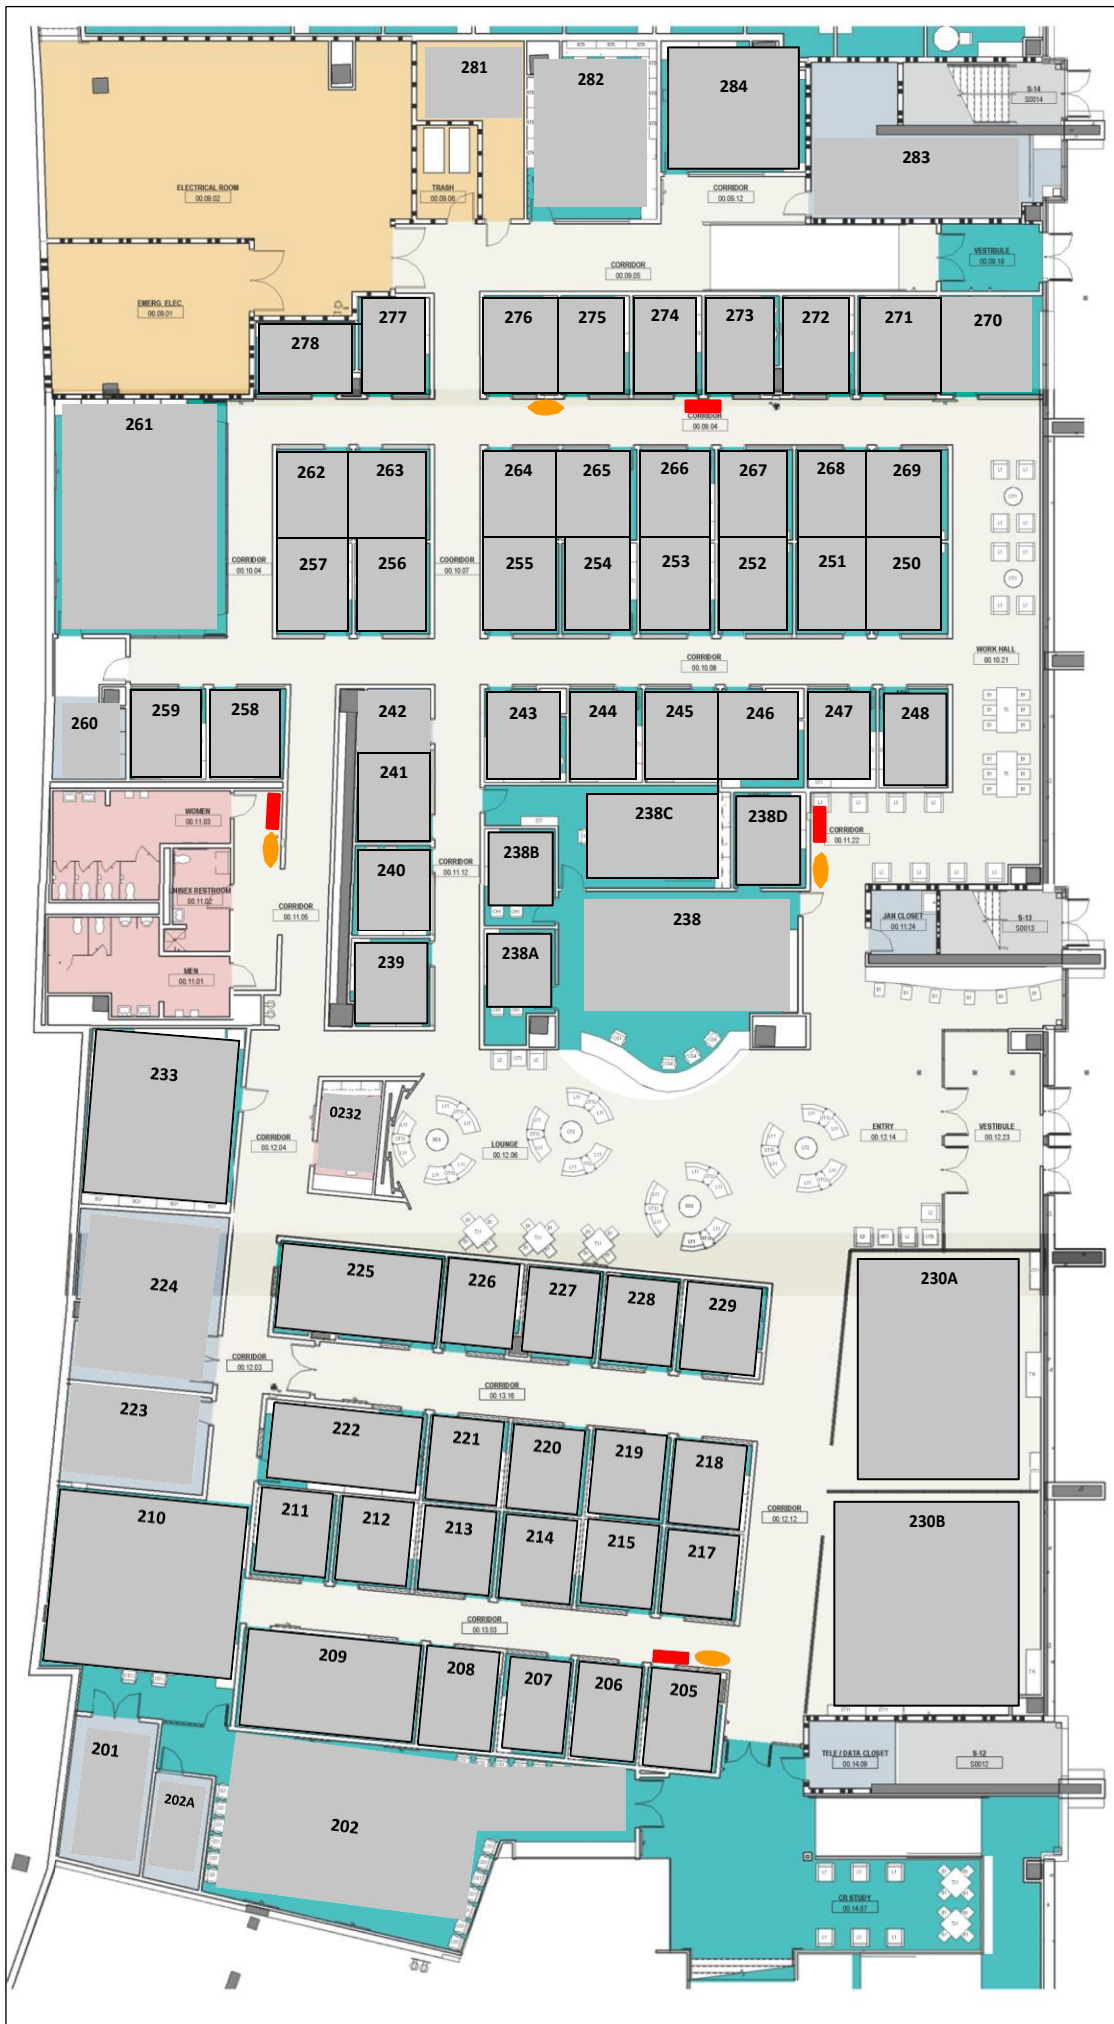 281
282
284
S-14
S0014
283
ELECTRICAL ROOM
00.09.02
TRASH
00.09.06
CORRIDOR
00.09.12
CORRIDOR
00.09.05
VESTIBULE
00.09.19
EMERG. ELEC.
00.09.01
278
277
276
275
274
273
272
271
270
CORRIDOR
00.09.04
261
262
263
264
265
266
267
268
269
CORRIDOR
00.10.04
COORIDOR
00.10.07
257
256
255
254
253
252
251
250
CORRIDOR
00.10.08
WORK HALL
00.10.21
260
259
258
242
243
244
245
246
247
248
241
WOMEN
00.11.03
238C
238D
CORRIDOR
00.11.22
238B
240
CORRIDOR
00.11.12
UNISEX RESTROOM
00.11.02
CORRIDOR
00.11.05
238
JAN CLOSET
00.11.24
S-13
S0013
239
238A
MEN
00.11.01
233
0232
CORRIDOR
00.12.04
LOUNGE
00.12.06
ENTRY
00.12.14
VESTIBULE
00.12.23
224
225
226
227
228
229
230A
CORRIDOR
00.12.03
CORRIDOR
00.13.16
223
222
221
220
219
218
210
211
212
213
214
215
217
CORRIDOR
00.12.12
230B
CORRIDOR
00.13.03
209
208
207
206
205
201
202A
202
TELE / DATA CLOSET
00.14.09
S-12
S0012
CR STUDY
00.14.07